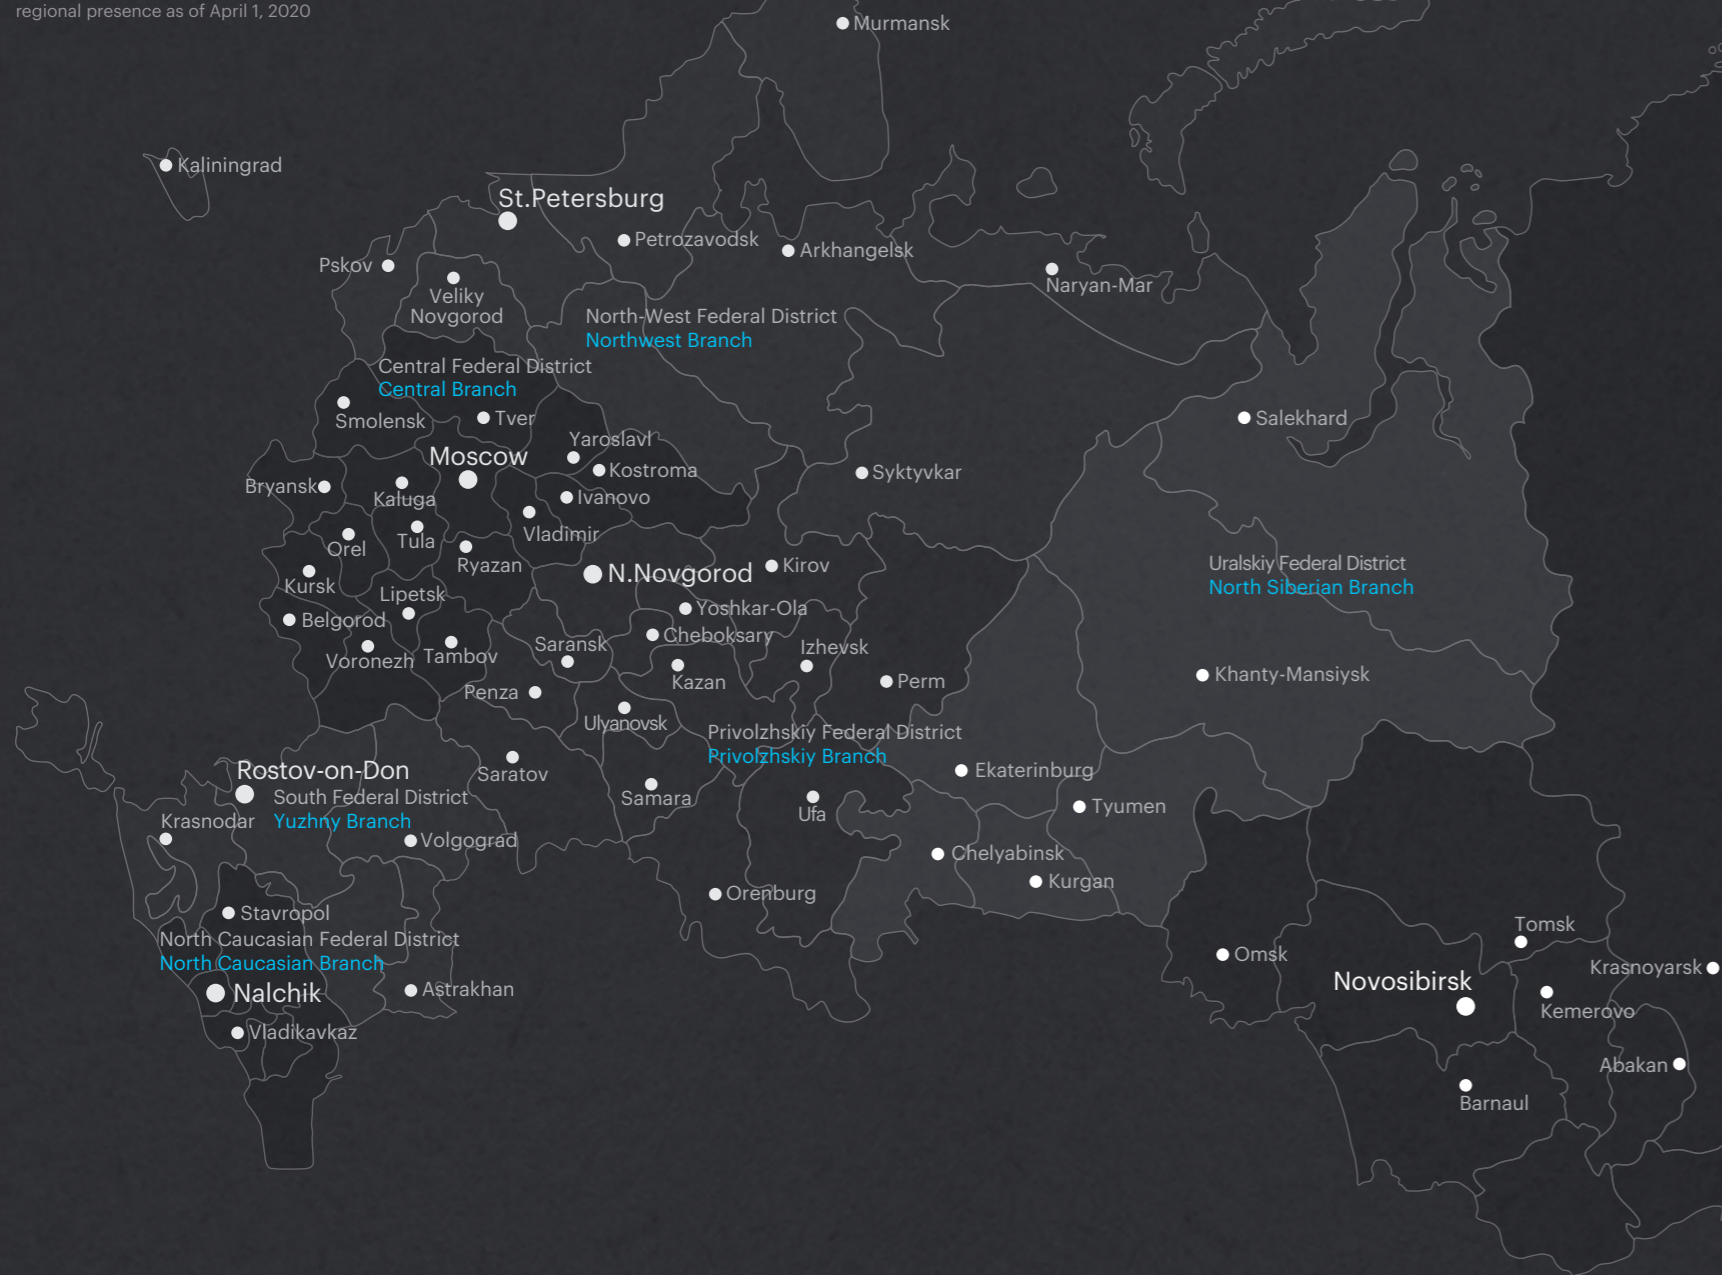 regional presence as of April 1, 2020
Murmansk
Kaliningrad
St.Petersburg
Petrozavodsk
Arkhangelsk
Pskov
Naryan-Mar
Veliky
Novgorod
North-West Federal District
Northwest Branch
Central Federal District
Central Branch
Smolensk
Tver
Salekhard
Yaroslavl
Moscow
Kostroma
Syktyvkar
Bryansk
Kaluga
Ivanovo
Vladimir
Orel
Tula
Ryazan
Uralskiy Federal District
North Siberian Branch
N.Novgorod
Kirov
Kursk
Lipetsk
Yoshkar-Ola
Belgorod
Cheboksary
Saransk
Izhevsk
Voronezh
Tambov
Kazan
Perm
Khanty-Mansiysk
Penza
Ulyanovsk
Privolzhskiy Federal District
Privolzhskiy Branch
Saratov
Rostov-on-Don
Ekaterinburg
South Federal District
Yuzhny Branch
Samara
Ufa
Tyumen
Krasnodar
Volgograd
Chelyabinsk
Kurgan
Orenburg
Stavropol
Tomsk
North Caucasian Federal District
North Caucasian Branch
Omsk
Krasnoyarsk
Novosibirsk
Nalchik
Astrakhan
Kemerovo
Vladikavkaz
Abakan
Barnaul